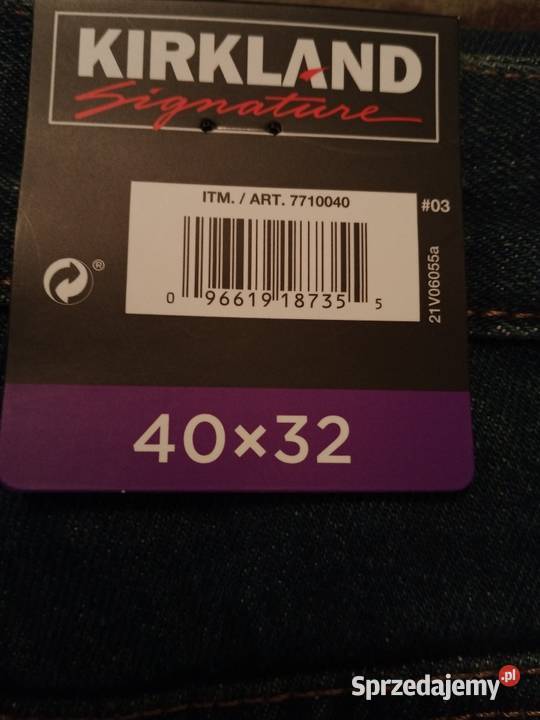 KIRKLAND
Signature
ITM. / ART. 7710040
#03
0 96619 18735 5
®
21V06055a
40×32
Sprzedajemy.pl